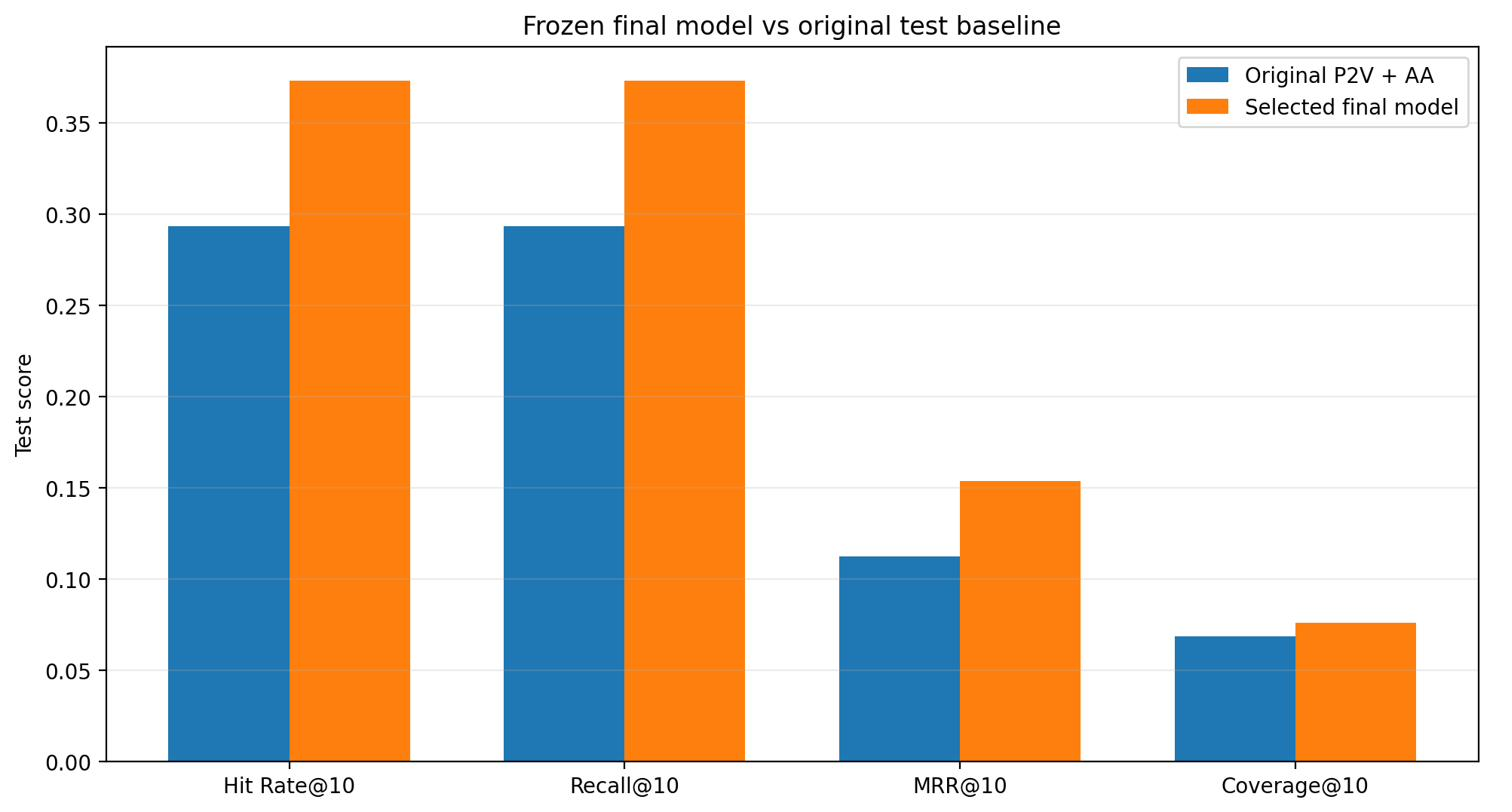 Frozen final model vs original test baseline
Original P2V + AA
Selected final model
Test score
0.35
0.30
0.25
0.20
0.15
0.10
0.05
0.00
Hit Rate@10
Recall@10
MRR@10
Coverage@10